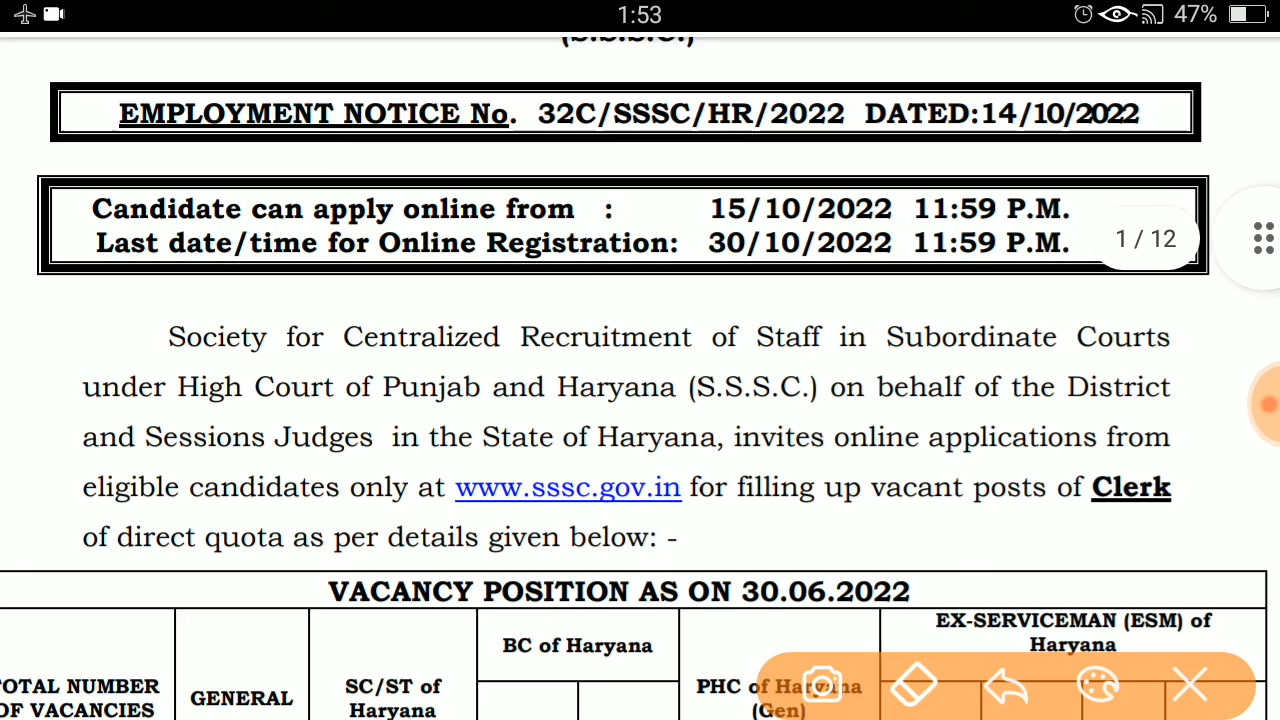 1:53
47%
(S.S.S.C.)
EMPLOYMENT NOTICE No. 32C/SSSC/HR/2022 DATED:14/10/2022
Candidate can apply online from : 15/10/2022 11:59 P.M.
Last date/time for Online Registration: 30/10/2022 11:59 P.M.
1 / 12
Society for Centralized Recruitment of Staff in Subordinate Courts
under High Court of Punjab and Haryana (S.S.S.C.) on behalf of the District
and Sessions Judges in the State of Haryana, invites online applications from
eligible candidates only at www.sssc.gov.in for filling up vacant posts of Clerk
of direct quota as per details given below: -
VACANCY POSITION AS ON 30.06.2022
OTAL NUMBER
OF VACANCIES
GENERAL
SC/ST of
Haryana
BC of Haryana
PHC of Haryana
(Gen)
EX-SERVICEMAN (ESM) of
Haryana